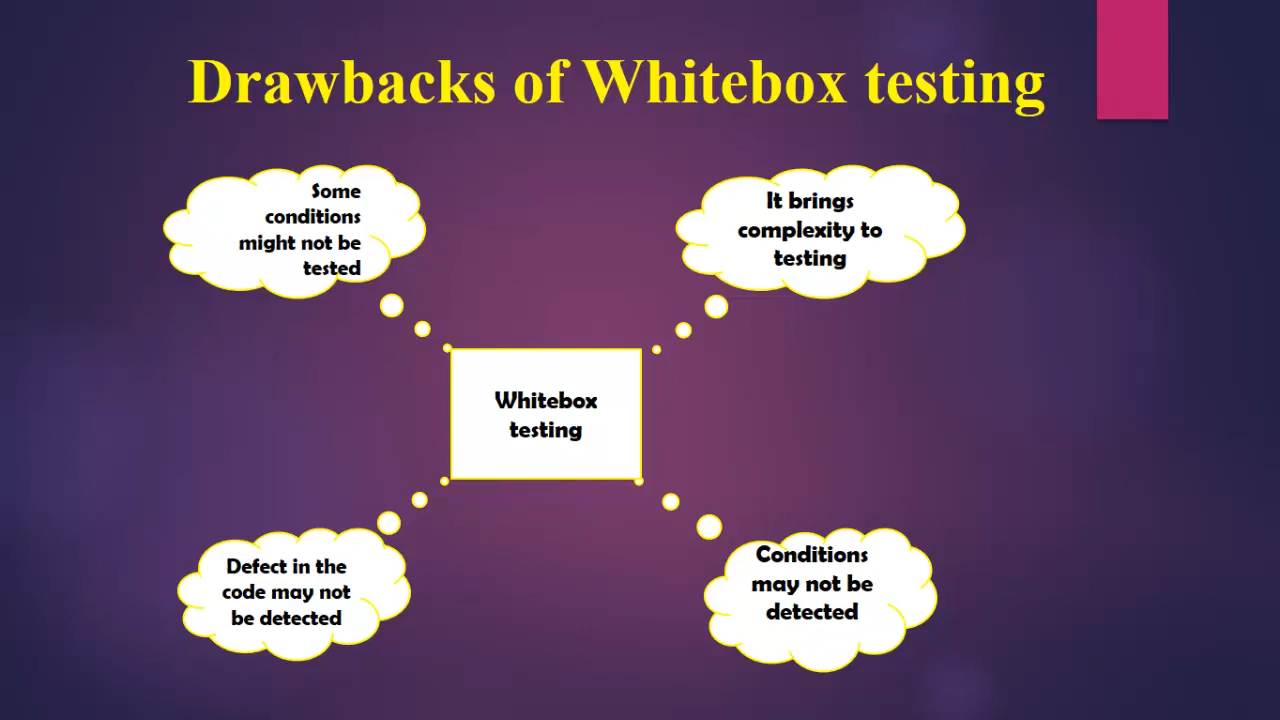 Drawbacks of Whitebox testing
Some
conditions
might not be
tested
It brings
complexity to
testing
Whitebox
testing
Defect in the
code may not
be detected
Conditions
may not be
detected